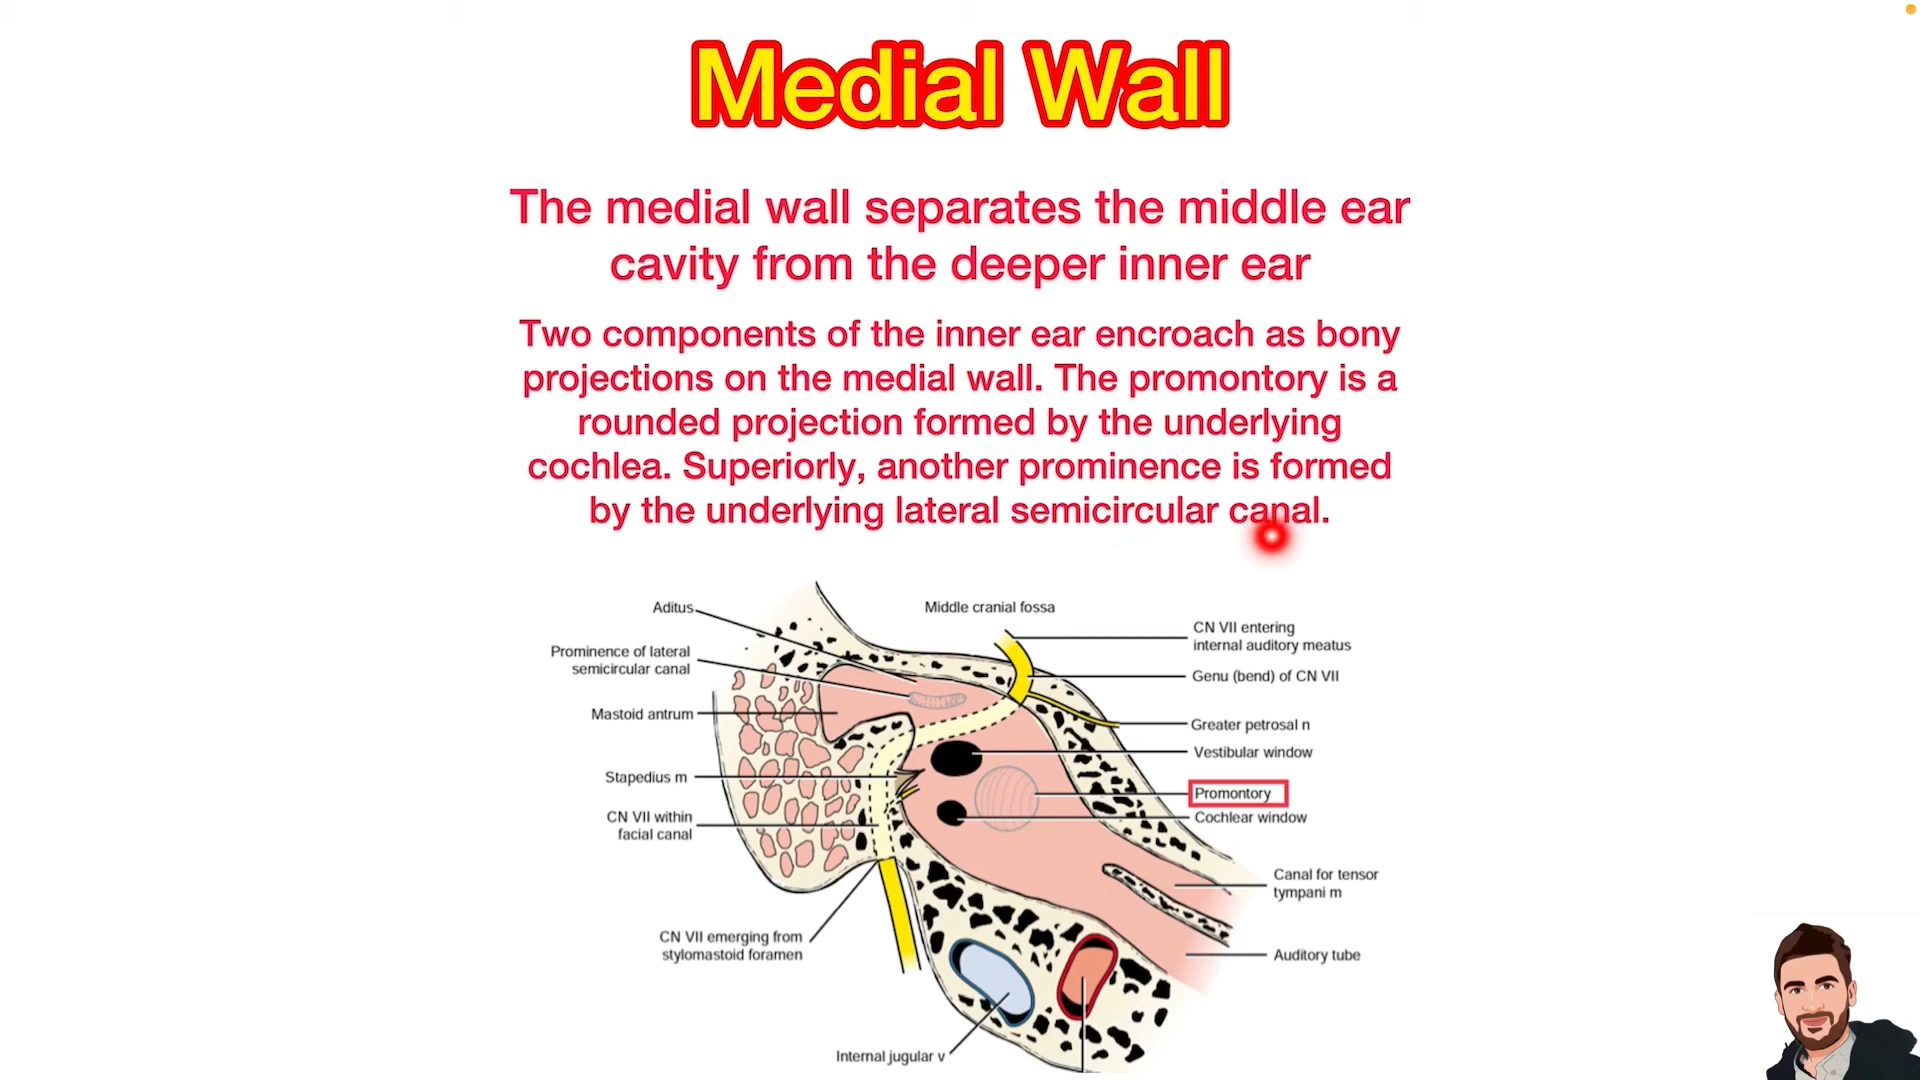 Medial Wall
The medial wall separates the middle ear
cavity from the deeper inner ear
Two components of the inner ear encroach as bony
projections on the medial wall. The promontory is a
rounded projection formed by the underlying
cochlea. Superiorly, another prominence is formed
by the underlying lateral semicircular canal.
Aditus
Middle cranial fossa
CN VII entering
internal auditory meatus
Prominence of lateral
semicircular canal
Genu (bend) of CN VII
Mastoid antrum
Greater petrosal n
Vestibular window
Stapedius m
Promontory
CN VII within
facial canal
Cochlear window
Canal for tensor
tympani m
CN VII emerging from
stylomastoid foramen
Auditory tube
Internal jugular v